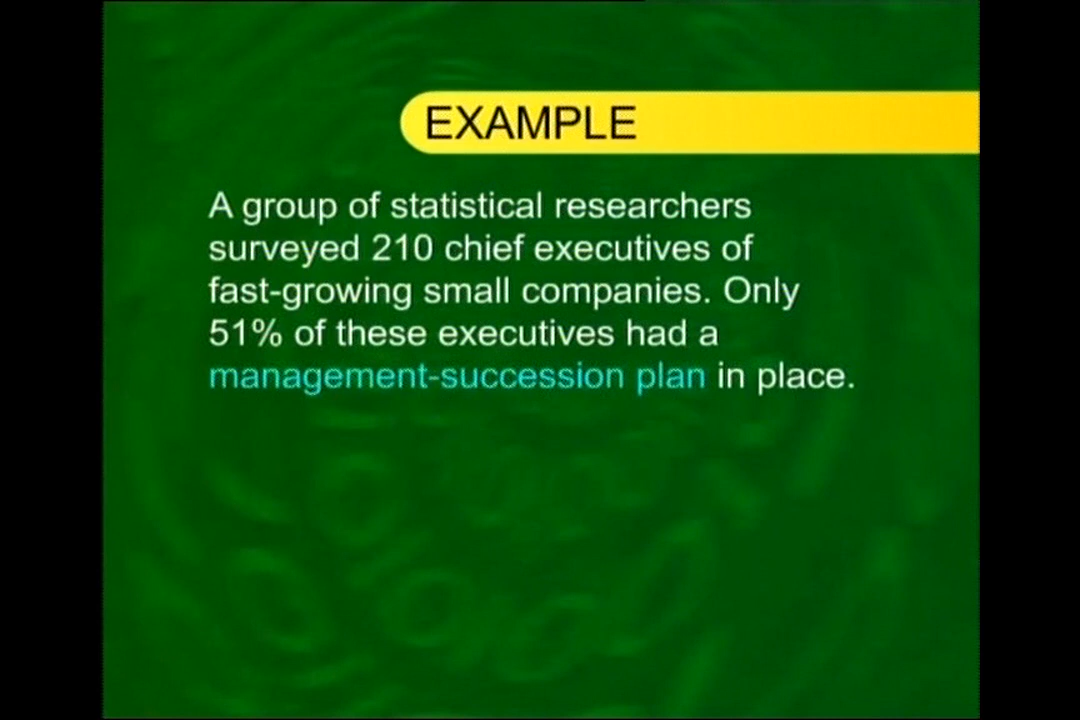 EXAMPLE
A group of statistical researchers
surveyed 210 chief executives of
fast-growing small companies. Only
51% of these executives had a
management-succession plan in place.